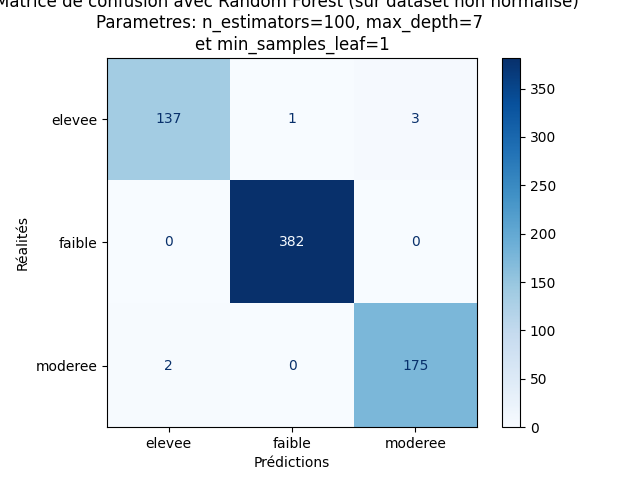 Matrice de confusion avec Random Forest (sur dataset non normalisé)
Parametres: n_estimators=100, max_depth=7
et min_samples_leaf=1
elevee 137 1 3
faible 0 382 0
moderee 2 0 175
elevee faible moderee
Prédictions
Réalités
350
300
250
200
150
100
50
0